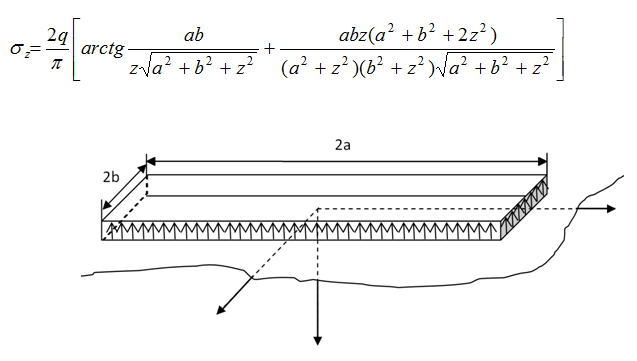 σ_z = 2q/π [ arctg ab / z√(a² + b² + z²) + abz(a² + b² + 2z²) / (a² + z²)(b² + z²)√(a² + b² + z²) ]
2a
2b